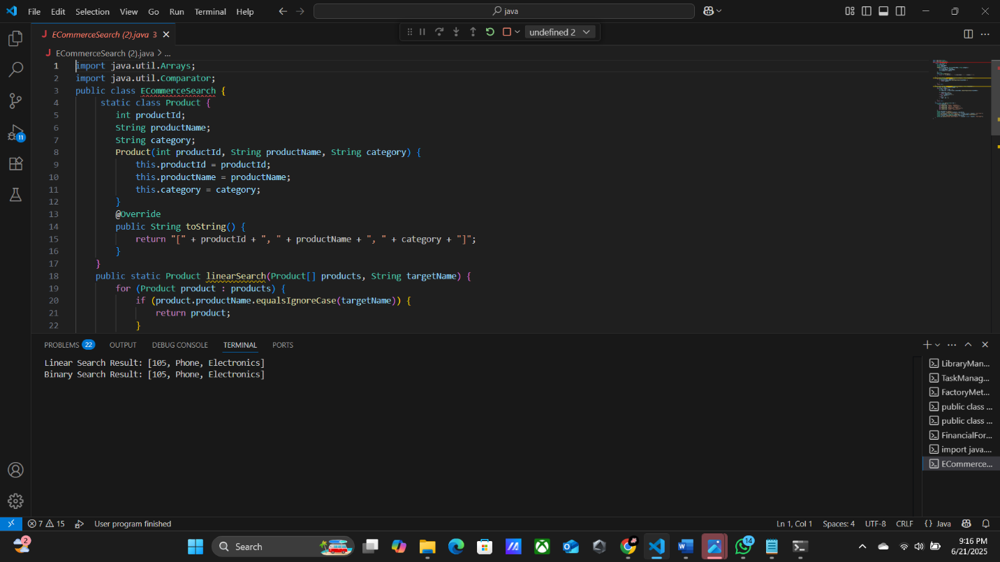 File Edit Selection View Go Run Terminal Help
java
ECommerceSearch (2).java 3
undefined 2
ECommerceSearch (2).java > ...
1 import java.util.Arrays;
2 import java.util.Comparator;
3 public class ECommerceSearch {
4 static class Product {
5 int productId;
6 String productName;
7 String category;
8 Product(int productId, String productName, String category) {
9 this.productId = productId;
10 this.productName = productName;
11 this.category = category;
12 }
13 @Override
14 public String toString() {
15 return "[" + productId + ", " + productName + ", " + category + "]";
16 }
17 }
18 public static Product linearSearch(Product[] products, String targetName) {
19 for (Product product : products) {
20 if (product.productName.equalsIgnoreCase(targetName)) {
21 return product;
22 }
11
PROBLEMS 22 OUTPUT DEBUG CONSOLE TERMINAL PORTS
Linear Search Result: [105, Phone, Electronics]
Binary Search Result: [105, Phone, Electronics]
LibraryMan...
TaskManag...
FactoryMet...
public class ...
public class ...
FinancialFor...
import java....
ECommerce...
7 15 User program finished
Ln 1, Col 1 Spaces: 4 UTF-8 CRLF {} Java
2
Search
14
9:16 PM
6/21/2025